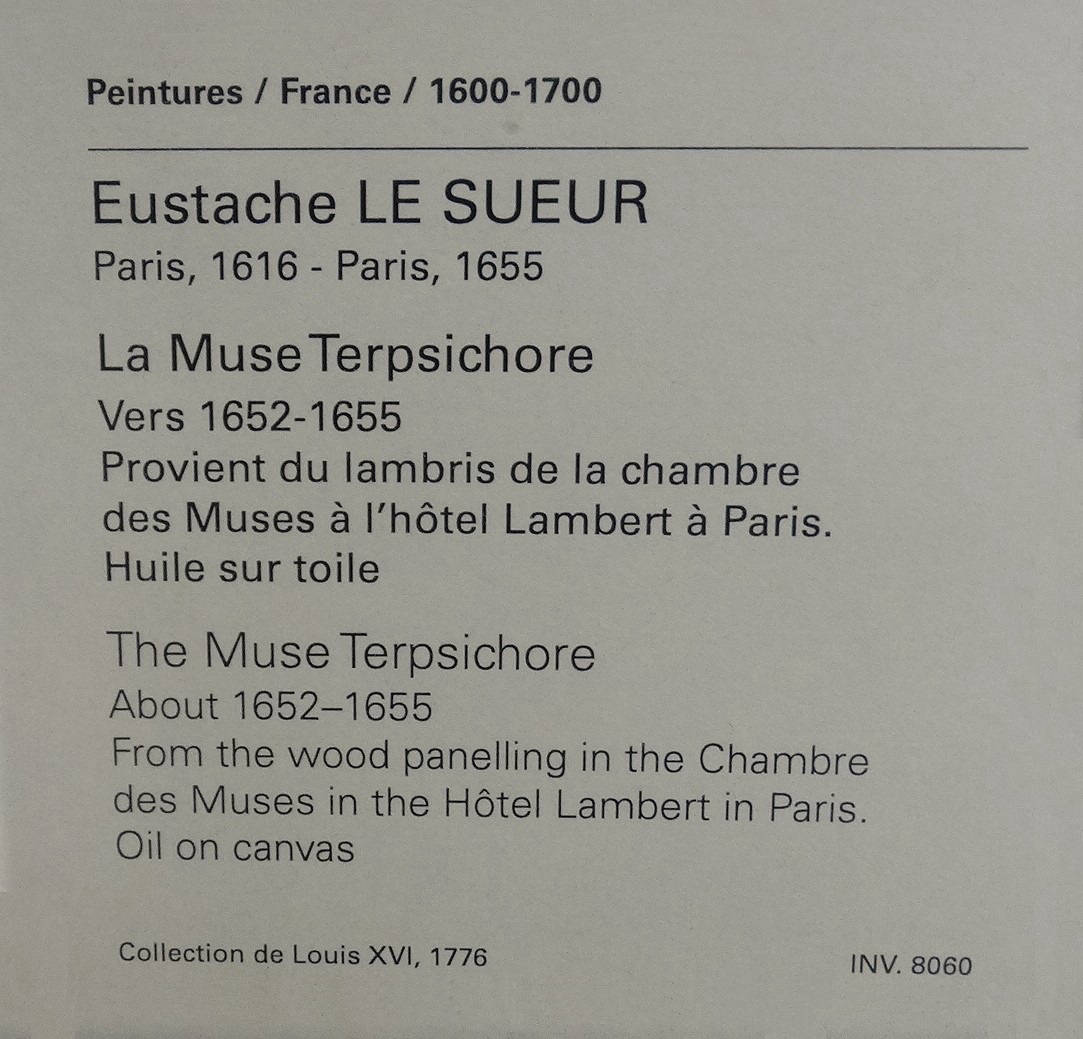 Peintures / France / 1600-1700
Eustache LE SUEUR
Paris, 1616 - Paris, 1655
La Muse Terpsichore
Vers 1652-1655
Provient du lambris de la chambre
des Muses à l'hôtel Lambert à Paris.
Huile sur toile
The Muse Terpsichore
About 1652–1655
From the wood panelling in the Chambre
des Muses in the Hôtel Lambert in Paris.
Oil on canvas
Collection de Louis XVI, 1776
INV. 8060